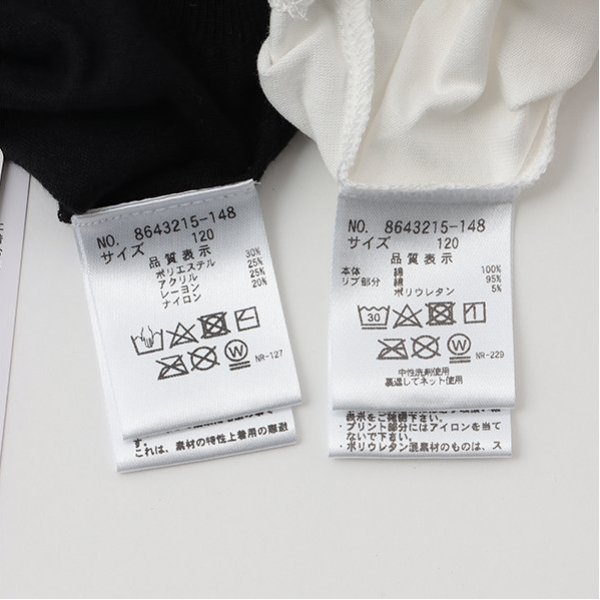 NO. 8643215-148
サイズ 120
品質表示
ポリエステル 30%
アクリル 25%
レーヨン 25%
ナイロン 20%
W
NR-127
す。
これは、素材の特性上着用の際避
NO. 8643215-148
サイズ 120
品質表示
本体 綿 100%
リブ部分 綿 95%
ポリウレタン 5%
30
W
NR-229
中性洗剤使用
裏返してネット使用
表示をご確認下さい。
・プリント部分にはアイロンを当て
ないで下さい。
・ポリウレタン混素材のものは、ス